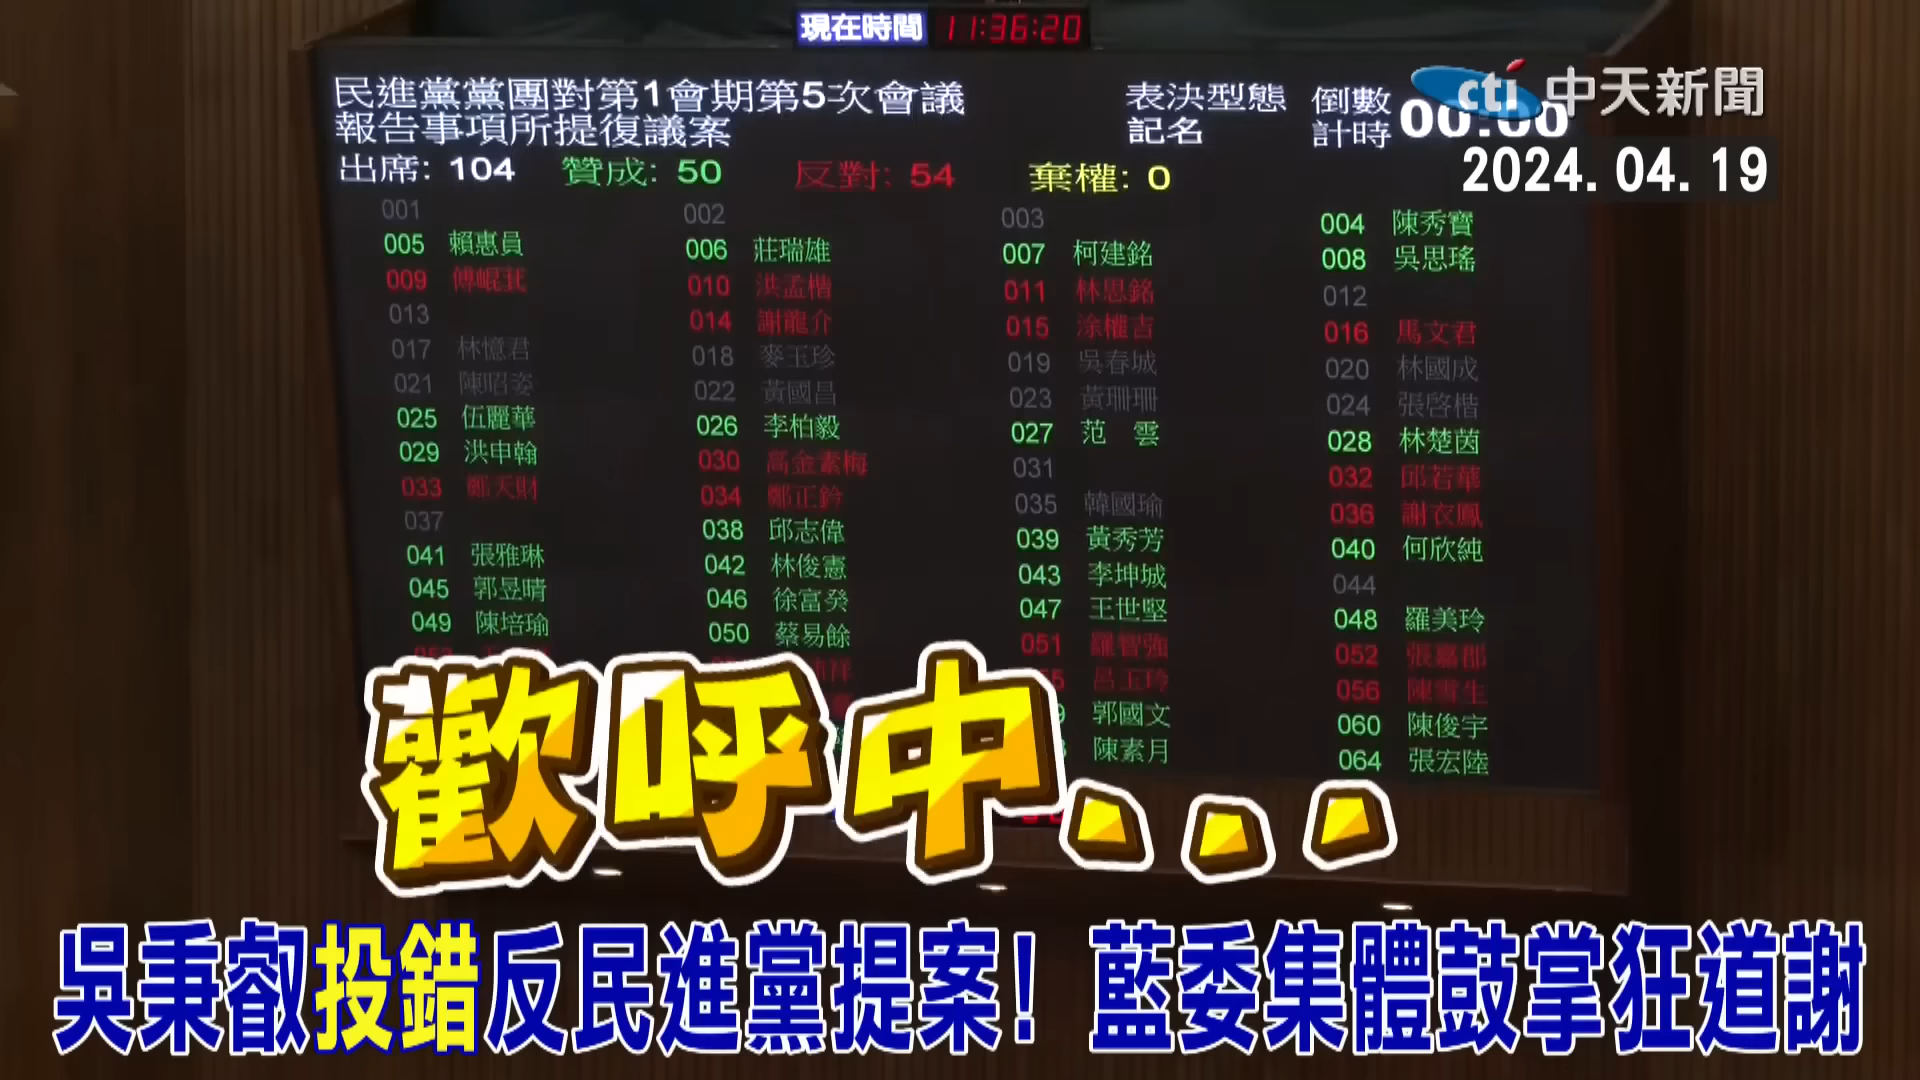 現在時間 11:36:20
cti 中天新聞
2024.04.19
民進黨黨團對第1會期第5次會議
報告事項所提復議案
表決型態
記名
倒數
計時 00:00
出席: 104 贊成: 50 反對: 54 棄權: 0
001 002 003 004 陳秀寶
005 賴惠員 006 莊瑞雄 007 柯建銘 008 吳思瑤
009 傅崐萁 010 洪孟楷 011 林思銘 012
013 014 謝龍介 015 涂權吉 016 馬文君
017 林憶君 018 麥玉珍 019 吳春城 020 林國成
021 陳昭姿 022 黃國昌 023 黃珊珊 024 張啓楷
025 伍麗華 026 李柏毅 027 范 雲 028 林楚茵
029 洪申翰 030 高金素梅 031 032 邱若華
033 鄭天財 034 鄭正鈐 035 韓國瑜 036 謝衣鳳
037 038 邱志偉 039 黃秀芳 040 何欣純
041 張雅琳 042 林俊憲 043 李坤城 044
045 郭昱晴 046 徐富癸 047 王世堅 048 羅美玲
049 陳培瑜 050 蔡易餘 051 羅智強 052 張嘉郡
呂玉玲 056 陳雪生
郭國文 060 陳俊宇
陳素月 064 張宏陸
歡呼中...
吳秉叡投錯反民進黨提案! 藍委集體鼓掌狂道謝